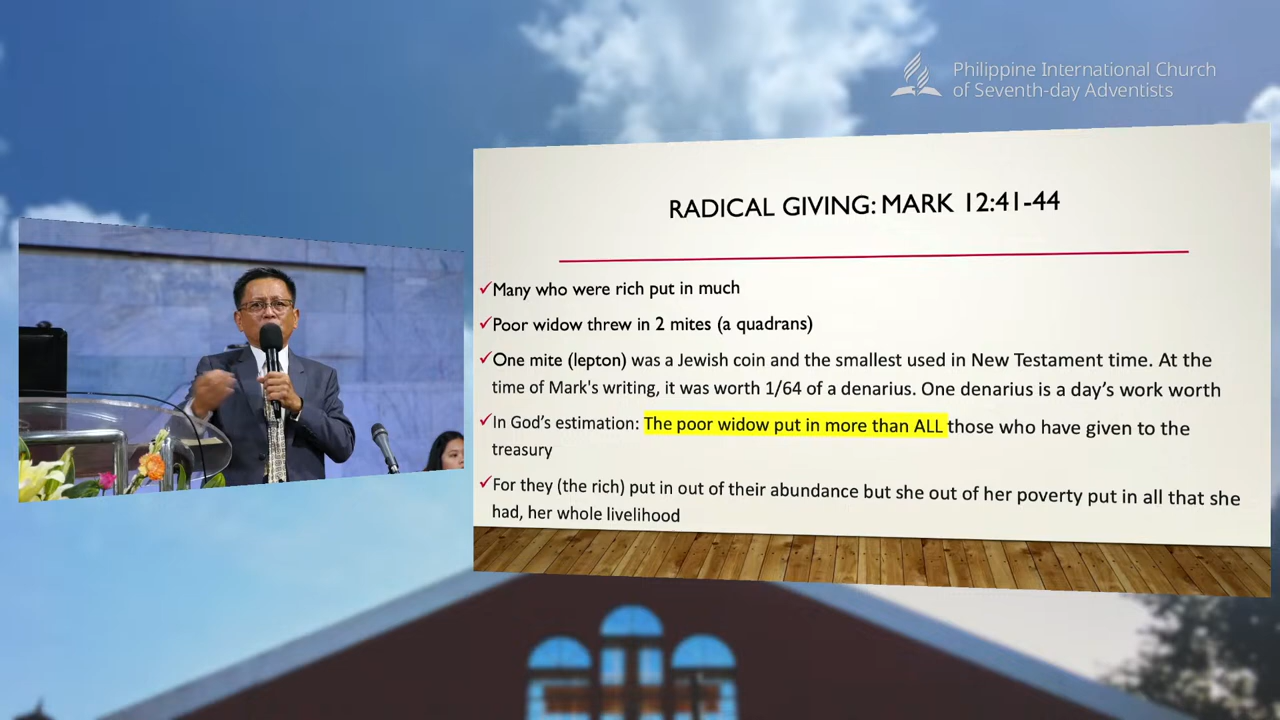 Philippine International Church
of Seventh-day Adventists
RADICAL GIVING: MARK 12:41-44
✓Many who were rich put in much
✓Poor widow threw in 2 mites (a quadrans)
✓One mite (lepton) was a Jewish coin and the smallest used in New Testament time. At the
time of Mark's writing, it was worth 1/64 of a denarius. One denarius is a day’s work worth
✓In God’s estimation: The poor widow put in more than ALL those who have given to the
treasury
✓For they (the rich) put in out of their abundance but she out of her poverty put in all that she
had, her whole livelihood